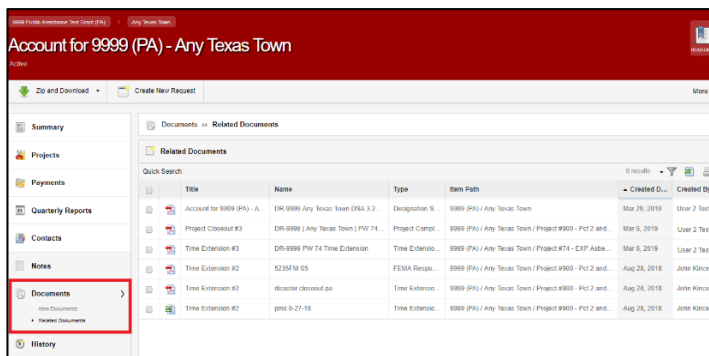 9999 Public Assistance Test Grant (PA) Any Texas Town
Account for 9999 (PA) - Any Texas Town
Active
Zip and Download Create New Request More
Summary
Projects
Payments
Quarterly Reports
Contacts
Notes
Documents
Item Documents
Related Documents
History
Documents » Related Documents
Related Documents
Quick Search: 6 results
Title Name Type Item Path Created D... Created By
Account for 9999 (PA) - A... DR-9999 Any Texas Town DSA 3.2... Designation S... 9999 (PA) / Any Texas Town Mar 29, 2019 User 2 Test
Project Closeout #3 DR-9999 | Any Texas Town | PW 74... Project Compl... 9999 (PA) / Any Texas Town / Project #900 - Pct 2 and... Mar 6, 2019 User 2 Test
Time Extension #3 DR-9999 PW 74 Time Extension Time Extensio... 9999 (PA) / Any Texas Town / Project #74 - EXP Asbe... Mar 6, 2019 User 2 Test
Time Extension #2 5235FM S5 FEMA Respo... 9999 (PA) / Any Texas Town / Project #900 - Pct 2 and... Aug 28, 2018 John Kince
Time Extension #2 disaster closeout pa Time Extensio... 9999 (PA) / Any Texas Town / Project #900 - Pct 2 and... Aug 28, 2018 John Kince
Time Extension #2 pms 8-27-18 Time Extensio... 9999 (PA) / Any Texas Town / Project #900 - Pct 2 and... Aug 28, 2018 John Kince